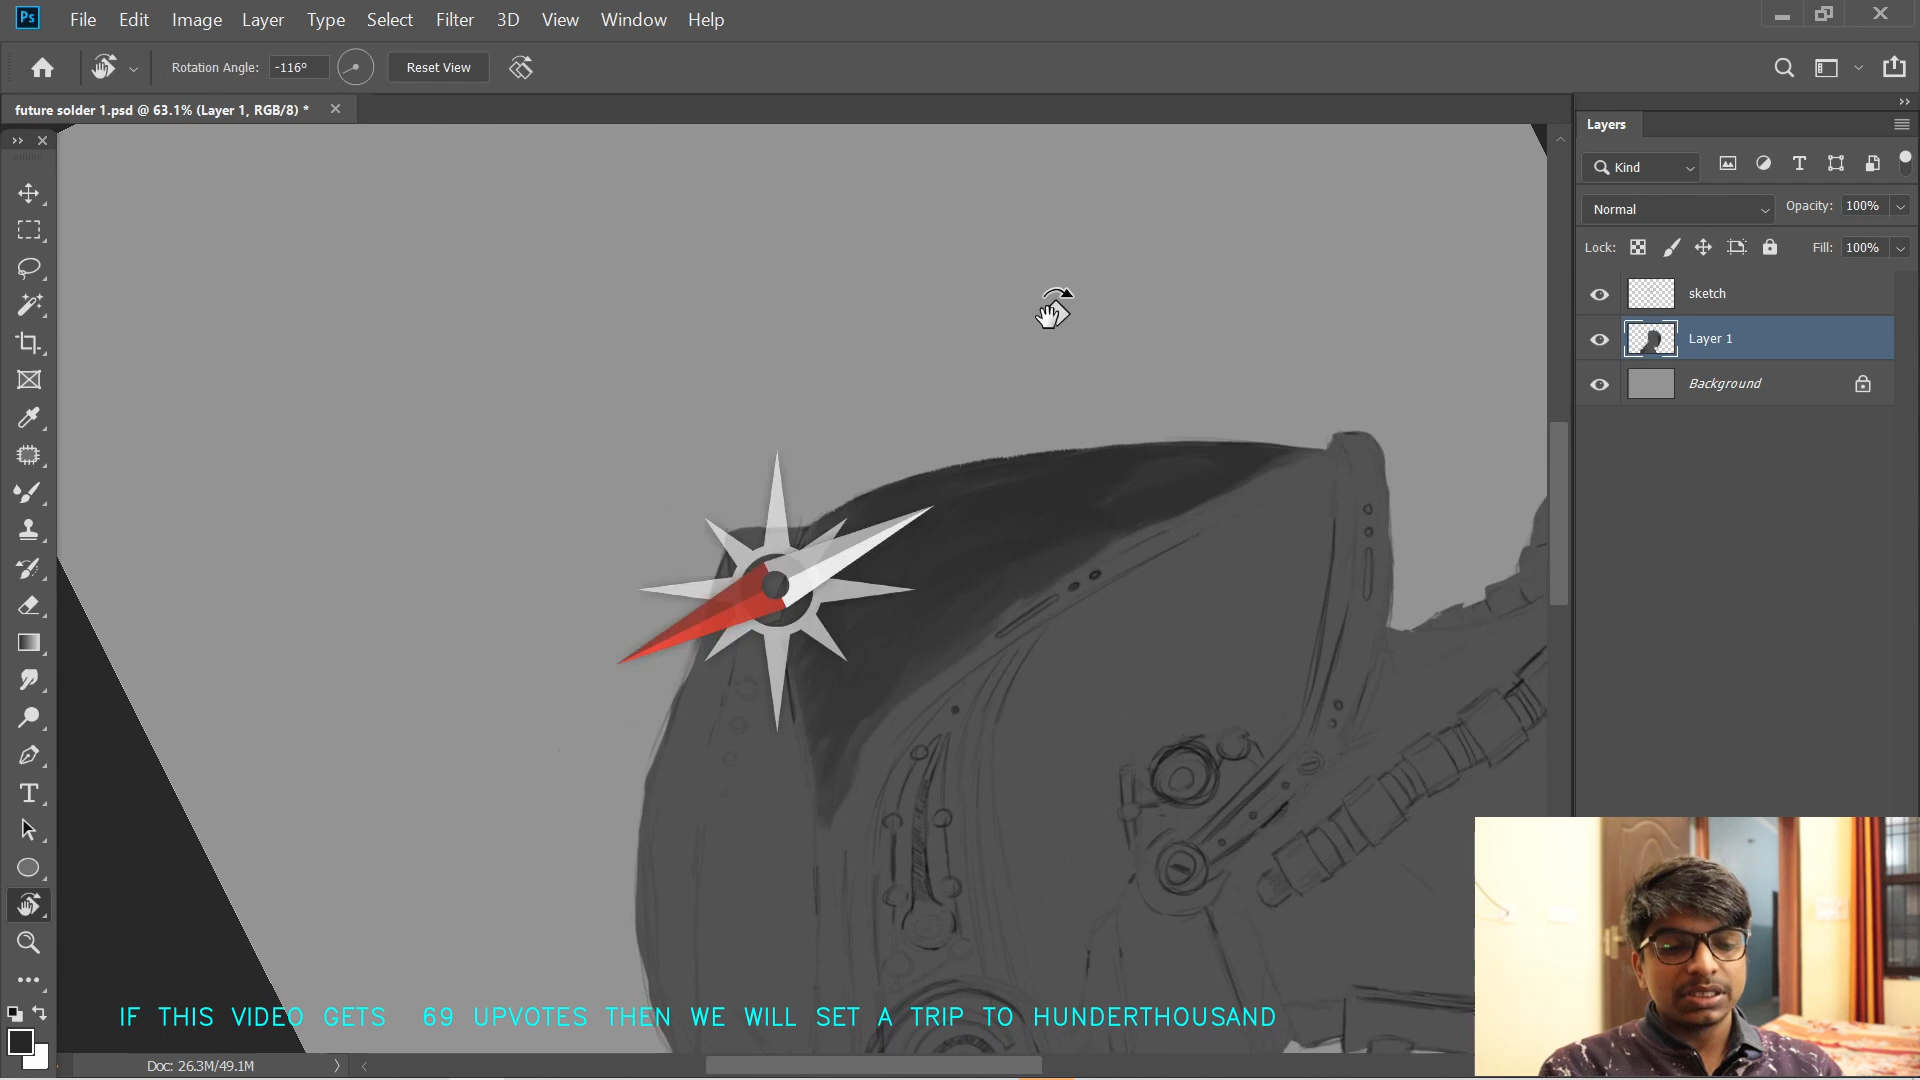 Ps File Edit Image Layer Type Select Filter 3D View Window Help
Rotation Angle: -116° Reset View
future solder 1.psd @ 63.1% (Layer 1, RGB/8) *
Layers
Kind
Normal Opacity: 100%
Lock: Fill: 100%
sketch
Layer 1
Background
IF THIS VIDEO GETS 69 UPVOTES THEN WE WILL SET A TRIP TO HUNDERTHOUSAND
Doc: 26.3M/49.1M